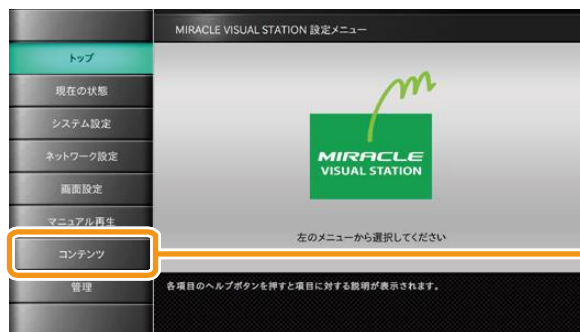 MIRACLE VISUAL STATION 設定メニュー
トップ
現在の状態
システム設定
ネットワーク設定
画面設定
マニュアル再生
コンテンツ
管理
MIRACLE
VISUAL STATION
左のメニューから選択してください
各項目のヘルプボタンを押すと項目に対する説明が表示されます。